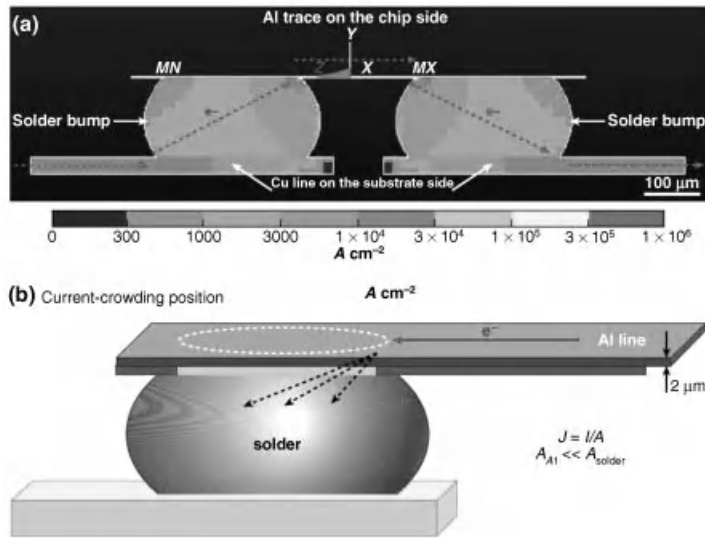 (a)
Al trace on the chip side
Y
MN
Z
X
MX
Solder bump
e⁻
e⁻
Solder bump
Cu line on the substrate side
100 μm
0 300 1000 3000 1 × 10⁴ 3 × 10⁴ 1 × 10⁵ 3 × 10⁵ 1 × 10⁶
A cm⁻²
(b) Current-crowding position
A cm⁻²
e⁻
Al line
2 μm
solder
J = I/A
A_A1 << A_solder